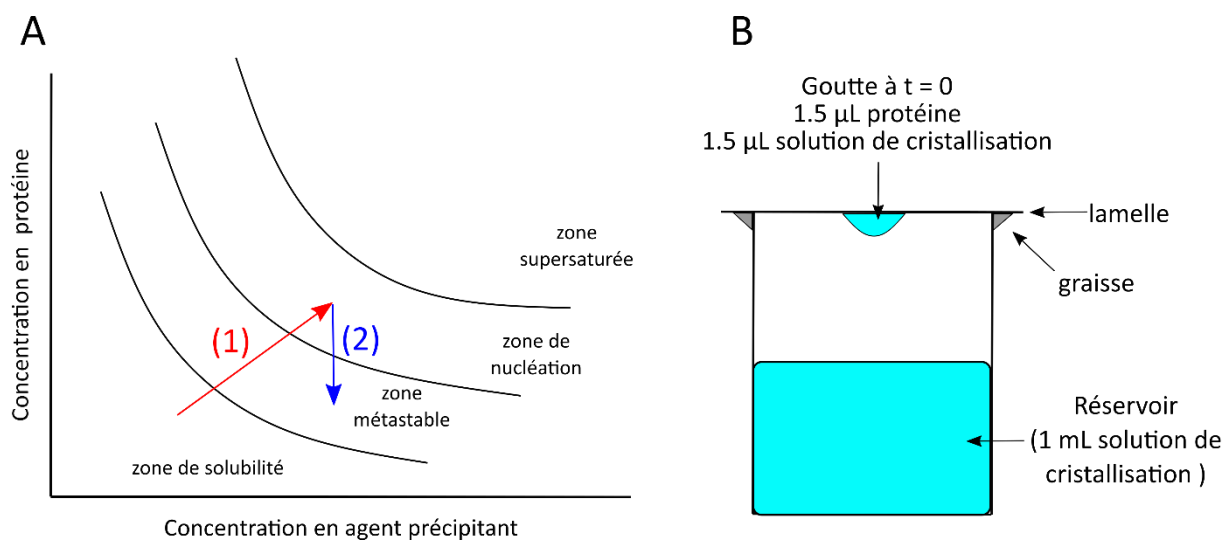 A
Concentration en protéine
zone
supersaturée
(1)
(2)
zone de
nucléation
zone
métastable
zone de solubilité
Concentration en agent précipitant
B
Goutte à t = 0
1.5 µL protéine
1.5 µL solution de cristallisation
lamelle
graisse
Réservoir
(1 mL solution de
cristallisation )